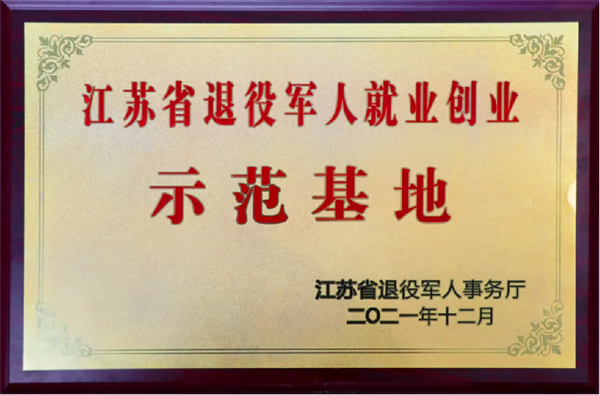 江苏省退役军人就业创业
示范基地
江苏省退役军人事务厅
二〇二一年十二月